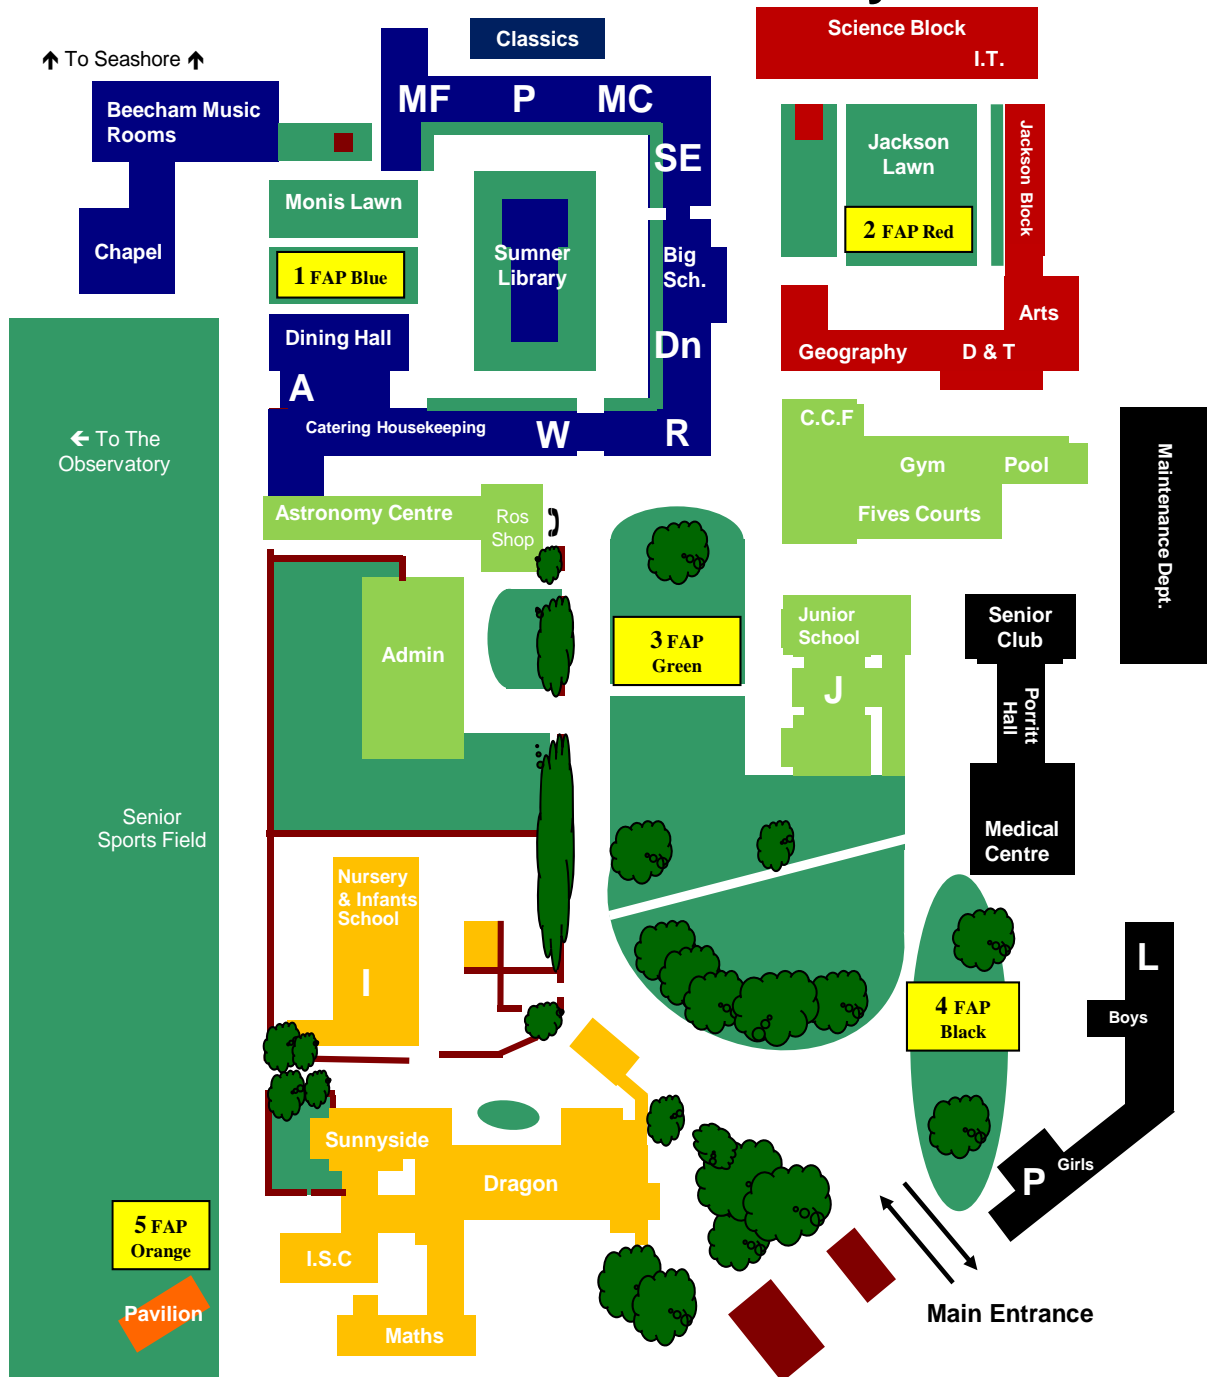 Classics
Science Block
I.T.
↑ To Seashore ↑
MF P MC
Beecham Music
Rooms
SE
Jackson
Lawn
Jackson Block
Monis Lawn
2 FAP Red
Chapel
1 FAP Blue
Sumner
Library
Big
Sch.
Dining Hall
Dn
Arts
Geography
D & T
A
Catering Housekeeping
W
R
C.C.F
← To The
Observatory
Gym
Pool
Maintenance Dept.
Astronomy Centre
Ros
Shop
Fives Courts
Junior
School
Senior
Club
3 FAP
Green
Admin
J
Porritt
Hall
Senior
Sports Field
Medical
Centre
Nursery
& Infants
School
I
L
4 FAP
Black
Boys
Sunnyside
Dragon
P
Girls
5 FAP
Orange
I.S.C
Pavilion
Main Entrance
Maths